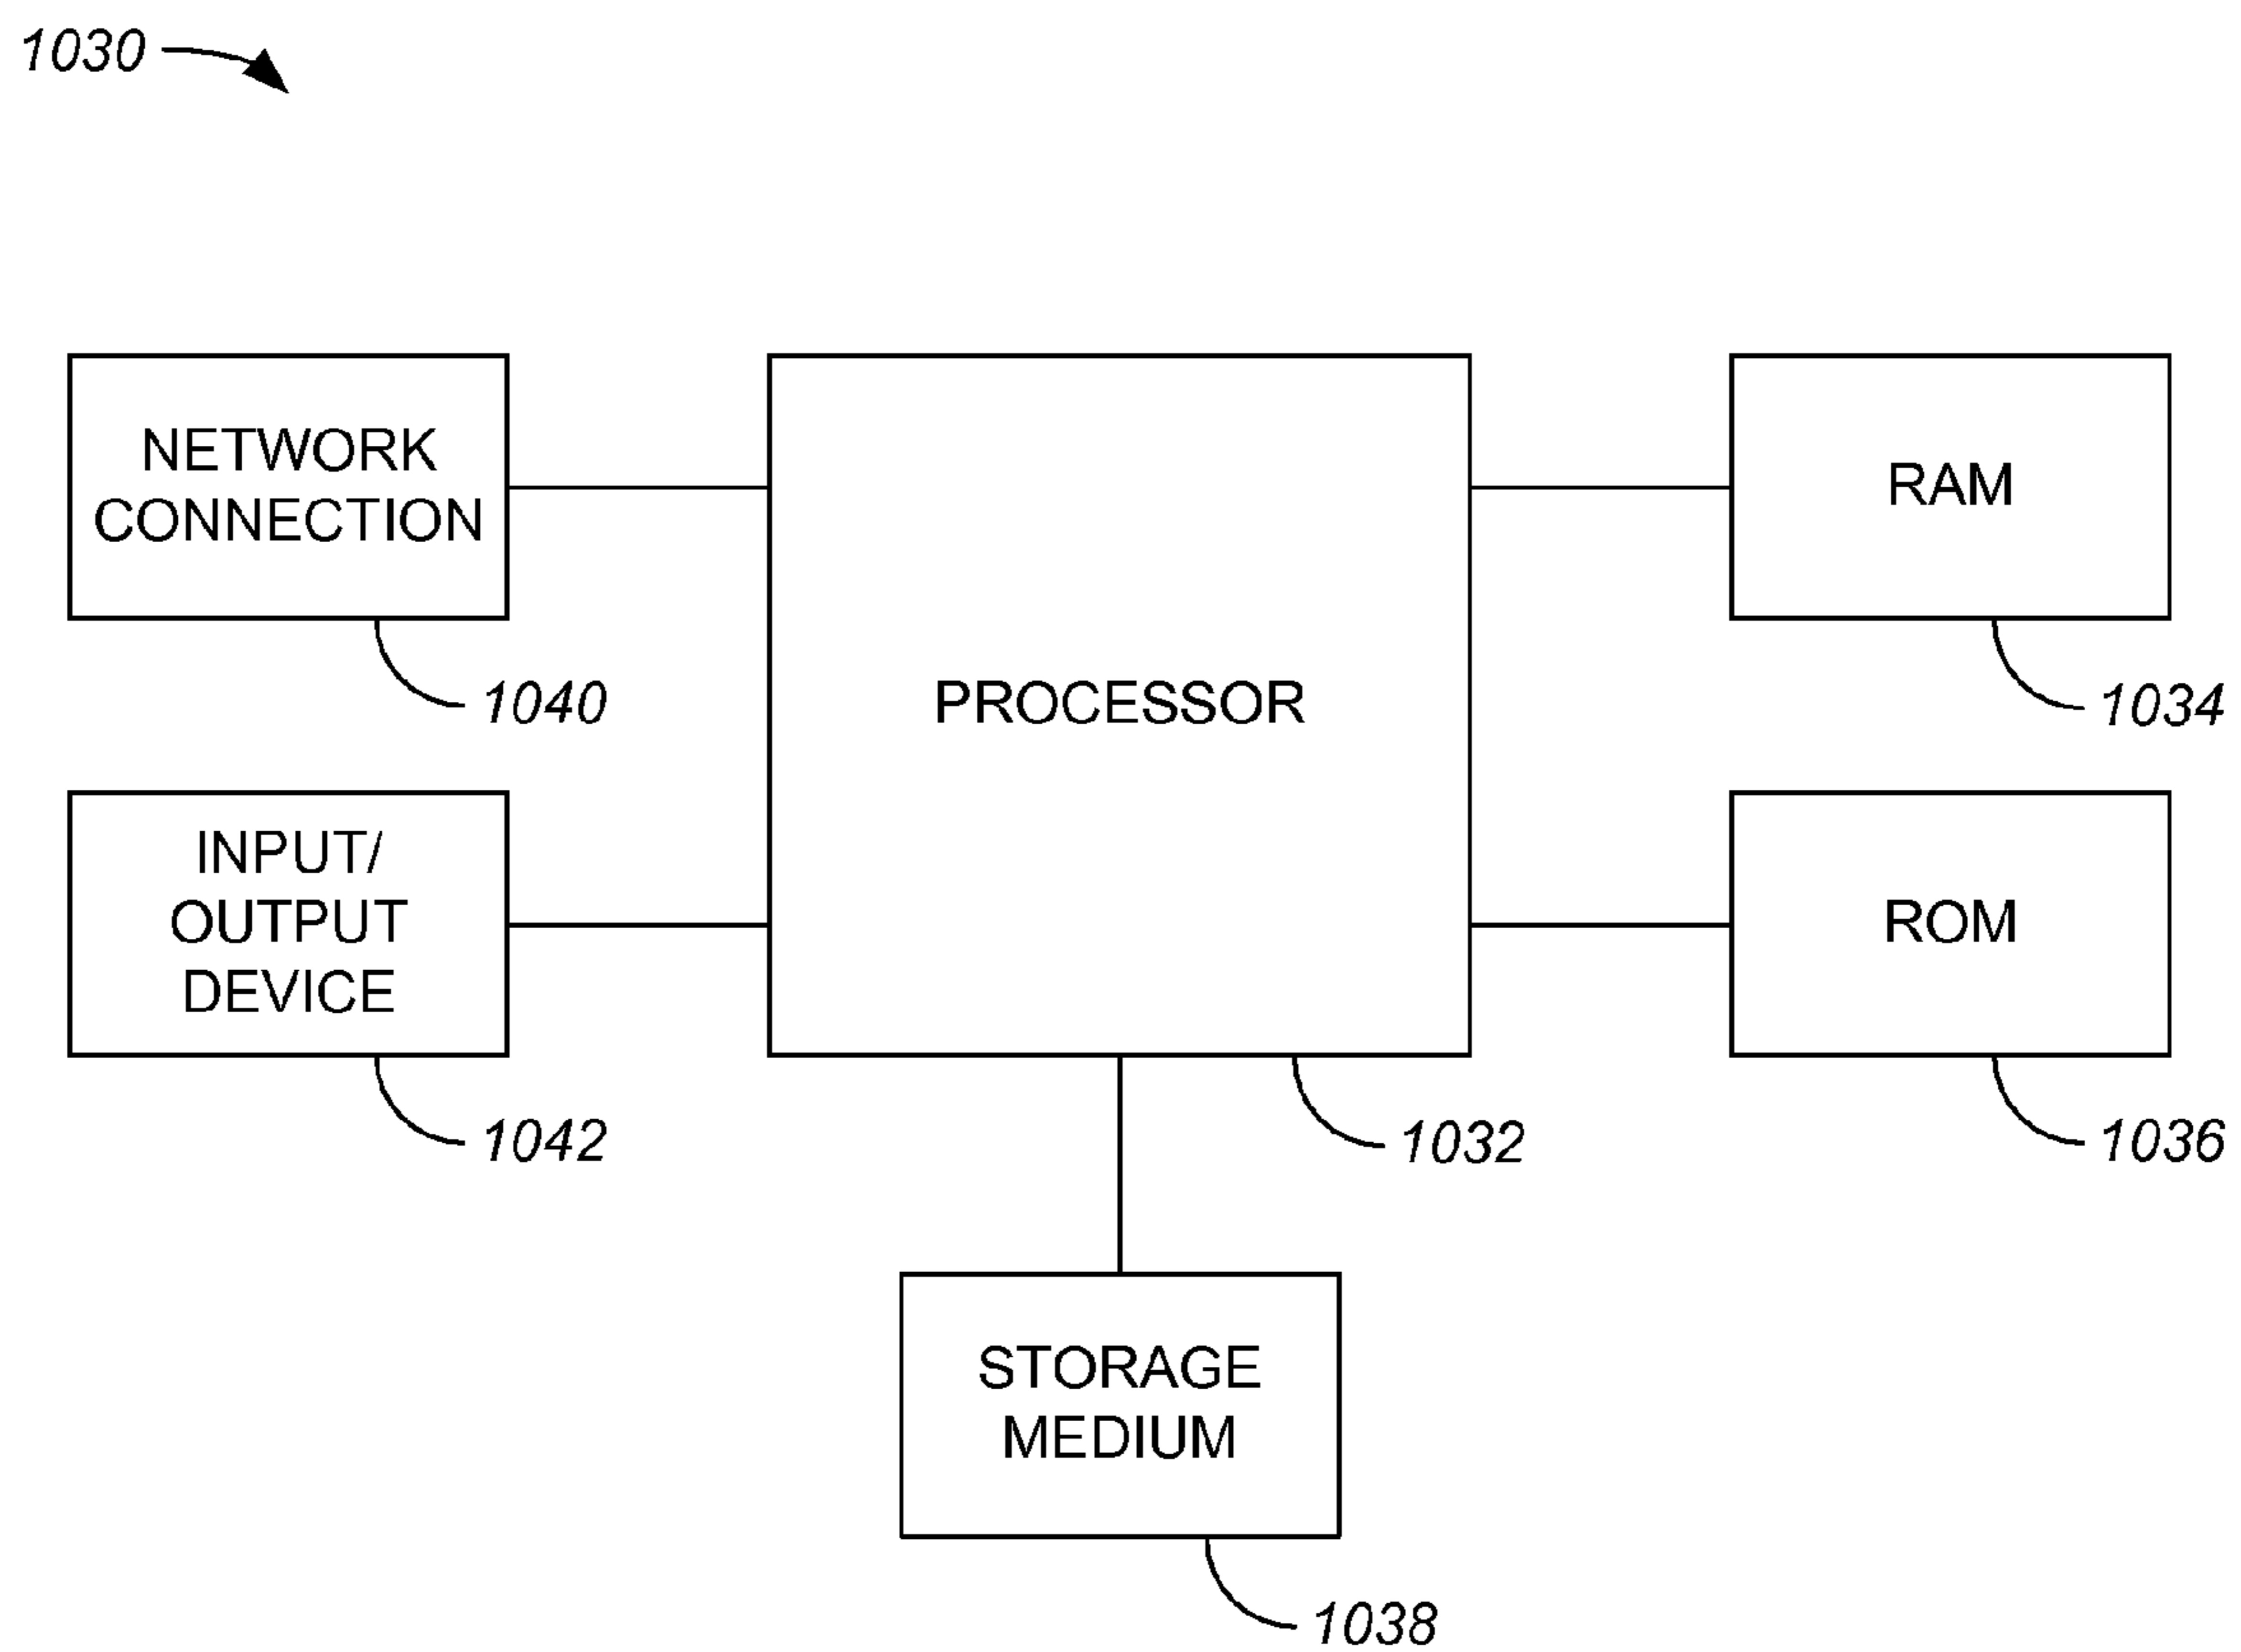 1030
NETWORK
CONNECTION
1040
PROCESSOR
1032
RAM
1034
INPUT/
OUTPUT
DEVICE
1042
ROM
1036
STORAGE
MEDIUM
1038